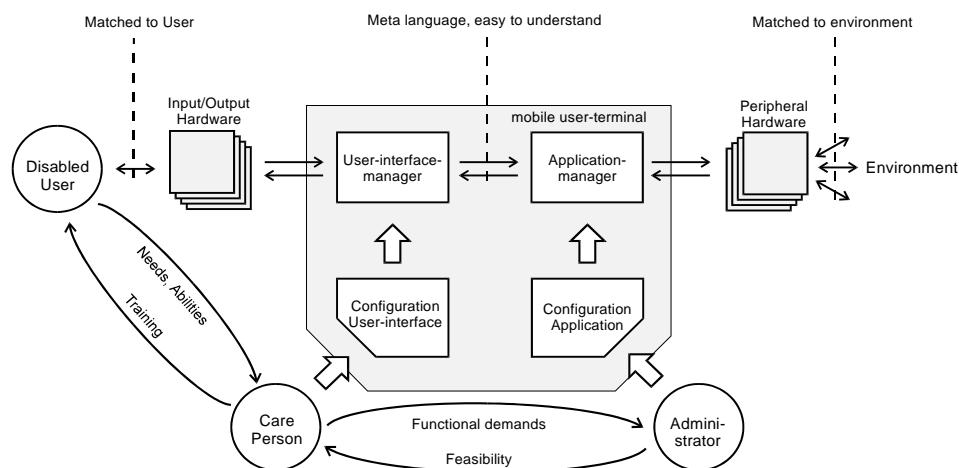 Matched to User
Meta language, easy to understand
Matched to environment
Input/Output
Hardware
mobile user-terminal
Peripheral
Hardware
Disabled
User
User-interface-
manager
Application-
manager
Environment
Needs, Abilities
Training
Configuration
User-interface
Configuration
Application
Care
Person
Functional demands
Feasibility
Admini-
strator